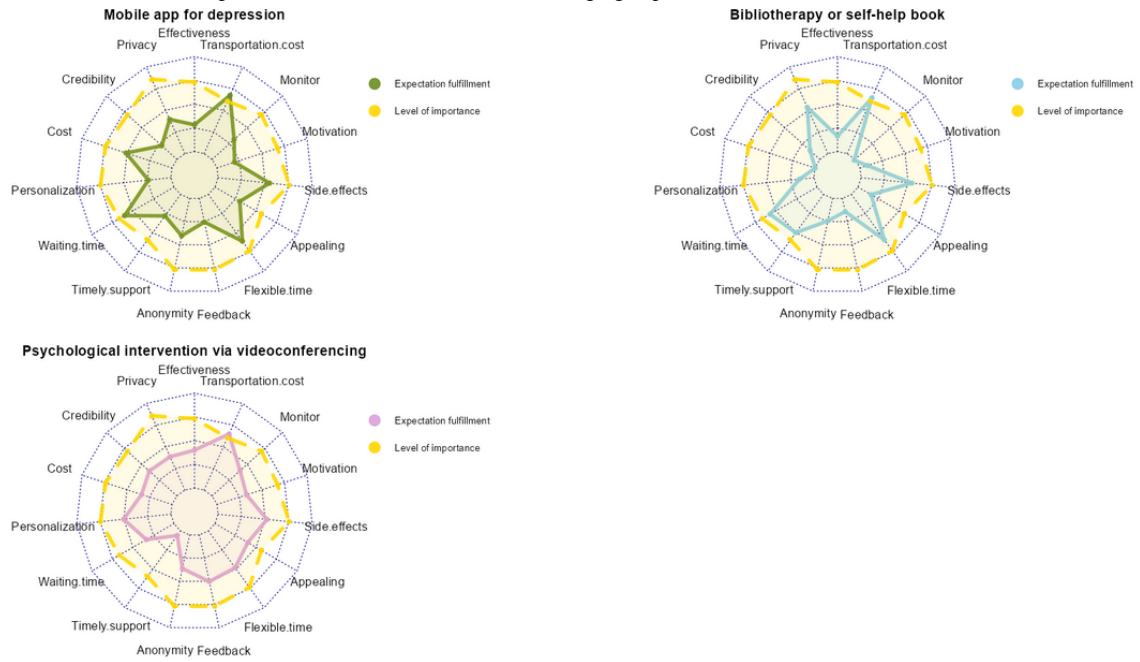 Mobile app for depression
Effectiveness
Privacy
Transportation.cost
Credibility
Monitor
Cost
Motivation
Personalization
Side.effects
Waiting.time
Appealing
Timely.support
Flexible.time
Anonymity
Feedback
Expectation fulfillment
Level of importance
Bibliotherapy or self-help book
Effectiveness
Privacy
Transportation.cost
Credibility
Monitor
Cost
Motivation
Personalization
Side.effects
Waiting.time
Appealing
Timely.support
Flexible.time
Anonymity
Feedback
Expectation fulfillment
Level of importance
Psychological intervention via videoconferencing
Effectiveness
Privacy
Transportation.cost
Credibility
Monitor
Cost
Motivation
Personalization
Side.effects
Waiting.time
Appealing
Timely.support
Flexible.time
Anonymity
Feedback
Expectation fulfillment
Level of importance